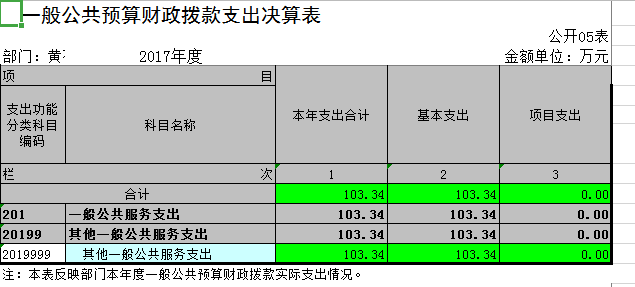 一般公共预算财政拨款支出决算表
公开05表
部门：黄 2017年度 金额单位：万元
项 目 本年支出合计 基本支出 项目支出
支出功能分类科目编码 科目名称
栏 次 1 2 3
合计 103.34 103.34 0.00
201 一般公共服务支出 103.34 103.34 0.00
20199 其他一般公共服务支出 103.34 103.34 0.00
2019999 其他一般公共服务支出 103.34 103.34 0.00
注：本表反映部门本年度一般公共预算财政拨款实际支出情况。